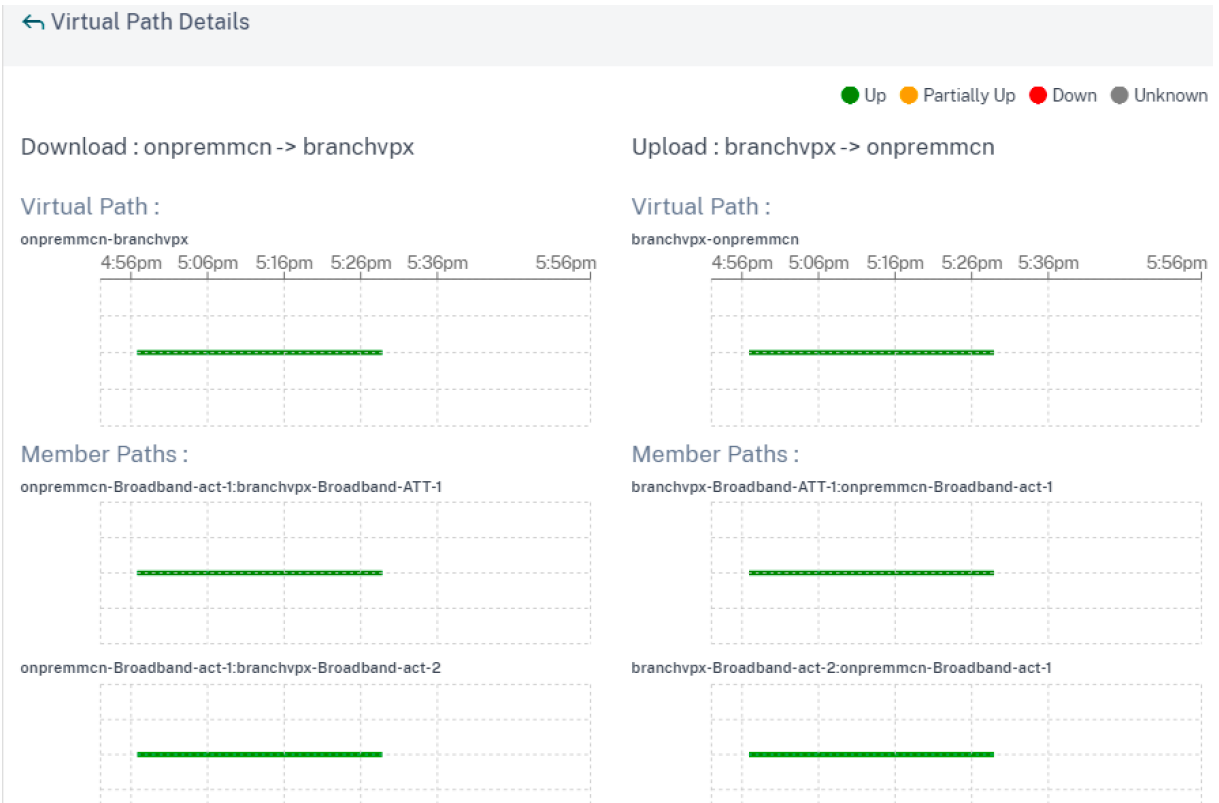 Virtual Path Details
Up Partially Up Down Unknown
Download : onpremmcn -> branchvpx
Virtual Path :
onpremmcn-branchvpx
4:56pm 5:06pm 5:16pm 5:26pm 5:36pm 5:56pm
Member Paths :
onpremmcn-Broadband-act-1:branchvpx-Broadband-ATT-1
onpremmcn-Broadband-act-1:branchvpx-Broadband-act-2
Upload : branchvpx -> onpremmcn
Virtual Path :
branchvpx-onpremmcn
4:56pm 5:06pm 5:16pm 5:26pm 5:36pm 5:56pm
Member Paths :
branchvpx-Broadband-ATT-1:onpremmcn-Broadband-act-1
branchvpx-Broadband-act-2:onpremmcn-Broadband-act-1